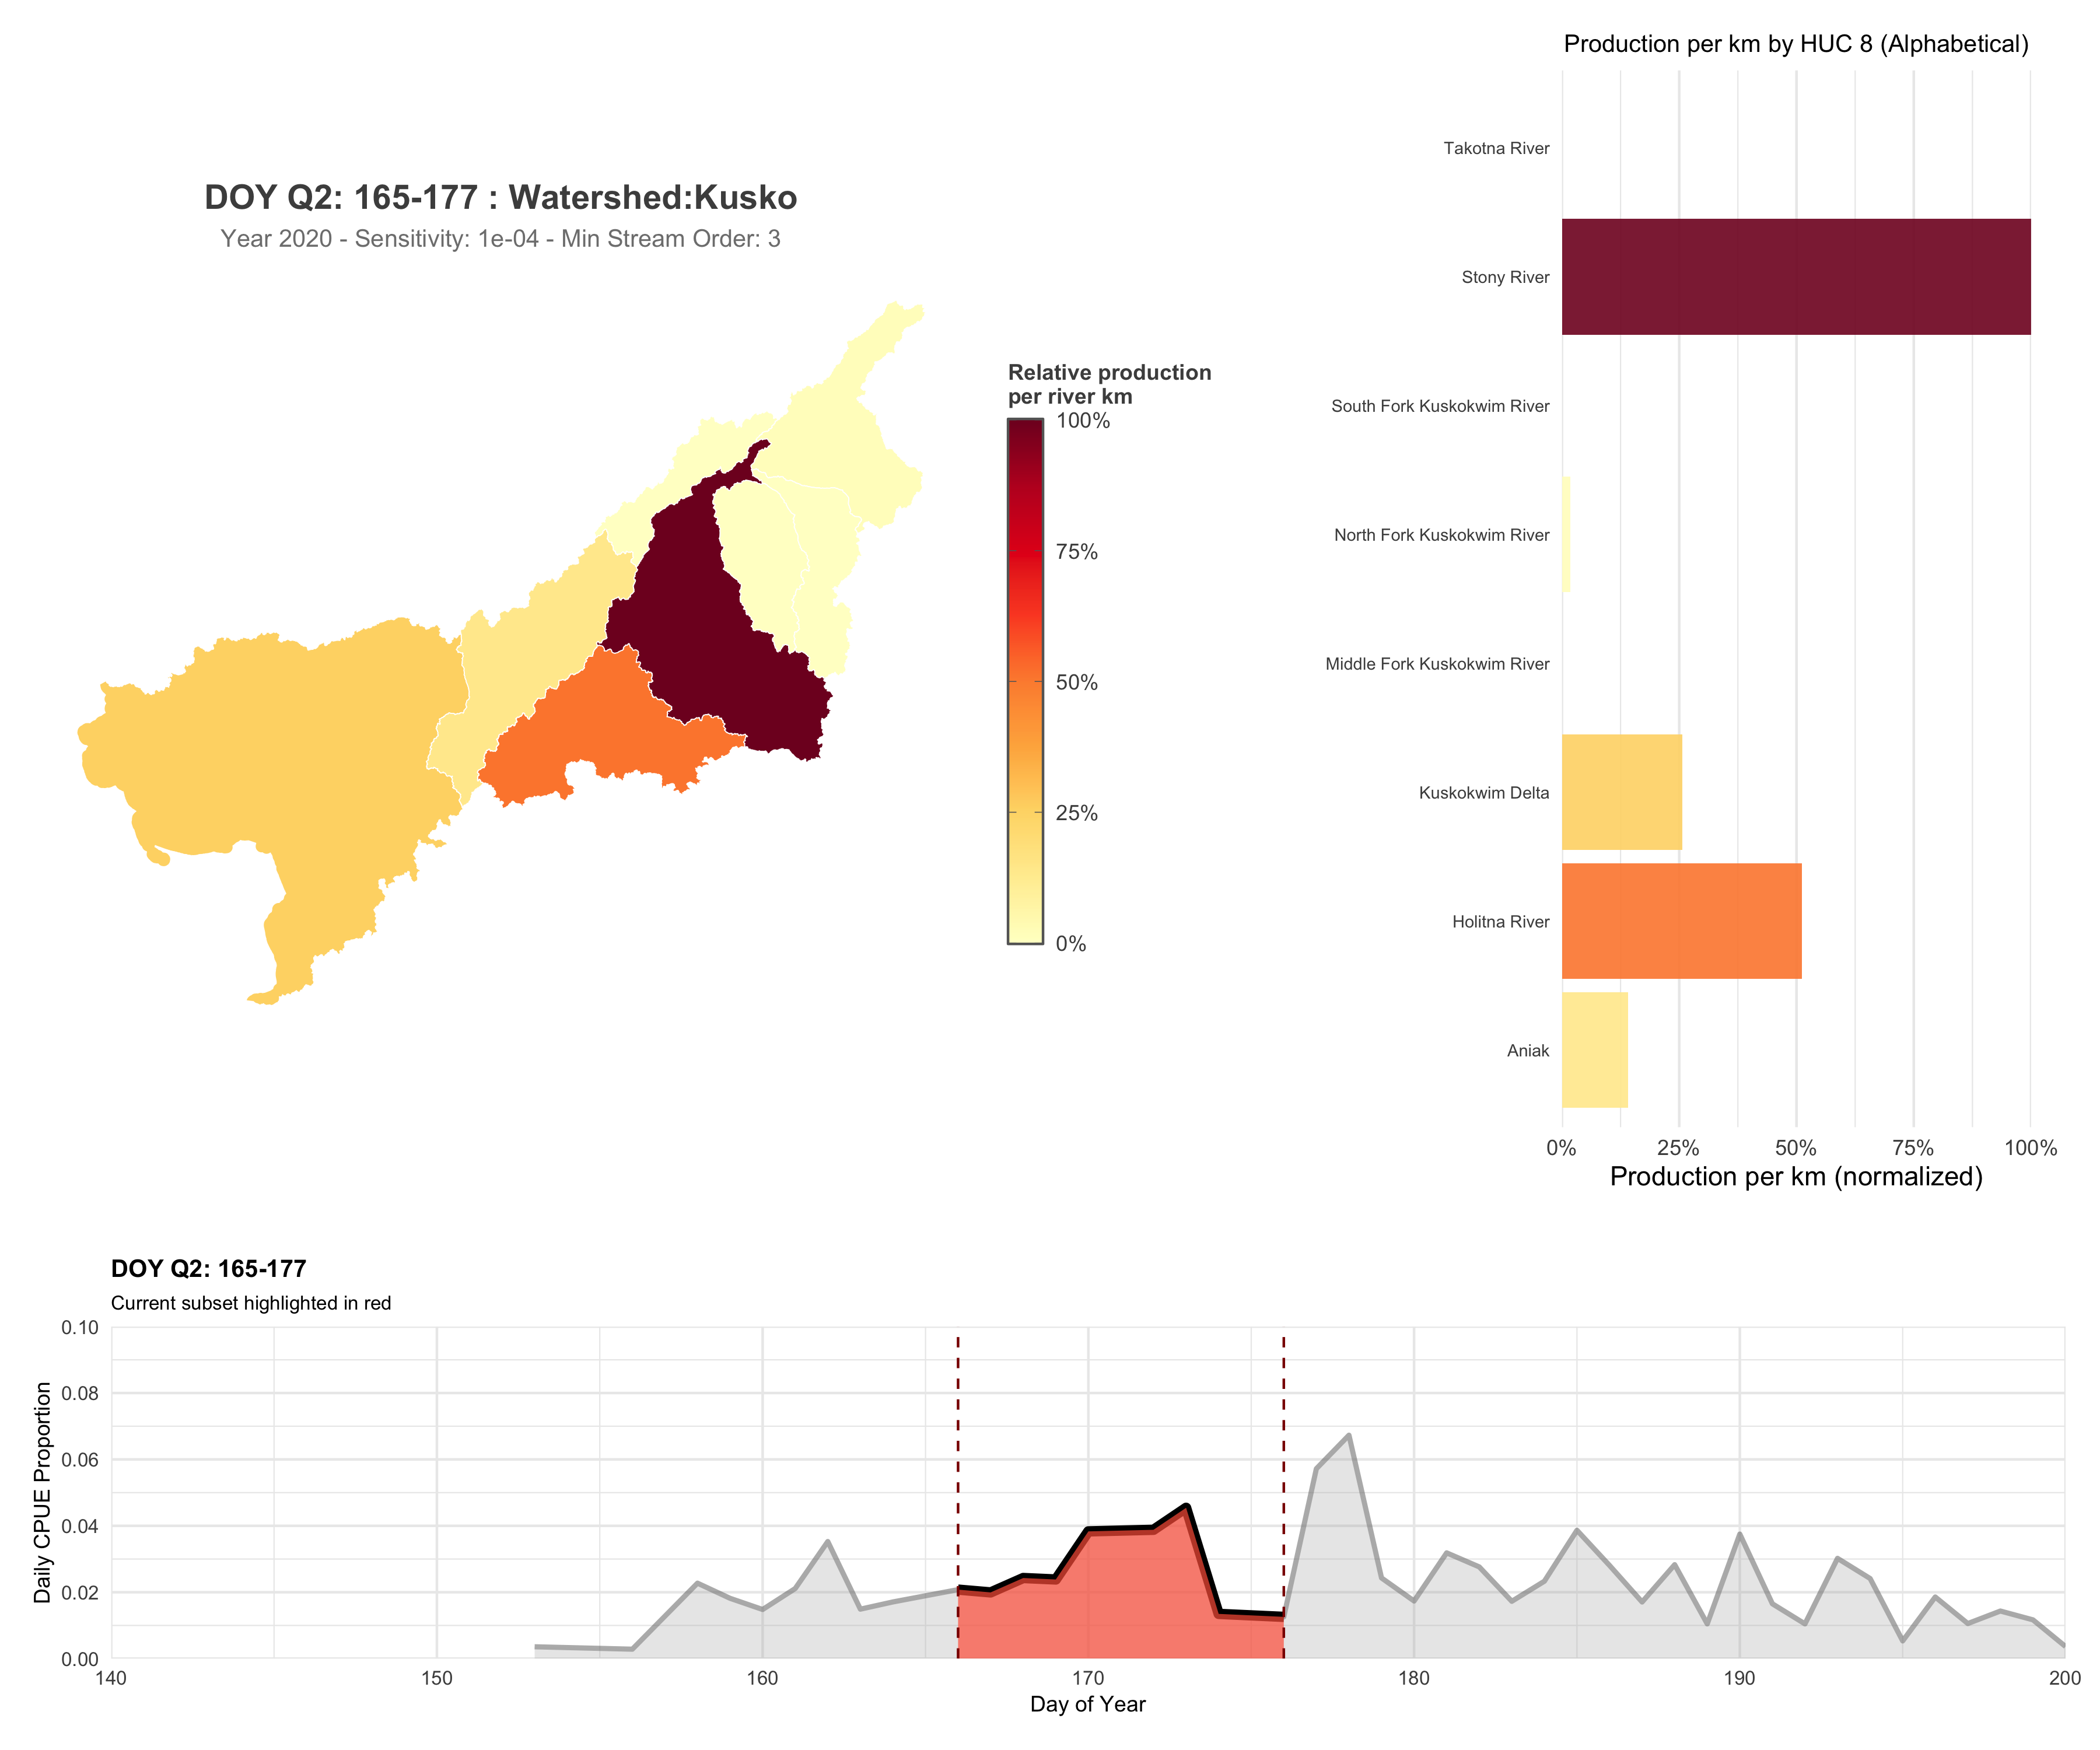 Production per km by HUC 8 (Alphabetical)
Takotna River
Stony River
South Fork Kuskokwim River
North Fork Kuskokwim River
Middle Fork Kuskokwim River
Kuskokwim Delta
Holitna River
Aniak
0% 25% 50% 75% 100%
Production per km (normalized)
DOY Q2: 165-177 : Watershed:Kusko
Year 2020 - Sensitivity: 1e-04 - Min Stream Order: 3
Relative production
per river km
100%
75%
50%
25%
0%
DOY Q2: 165-177
Current subset highlighted in red
Daily CPUE Proportion
0.10
0.08
0.06
0.04
0.02
0.00
140 150 160 170 180 190 200
Day of Year